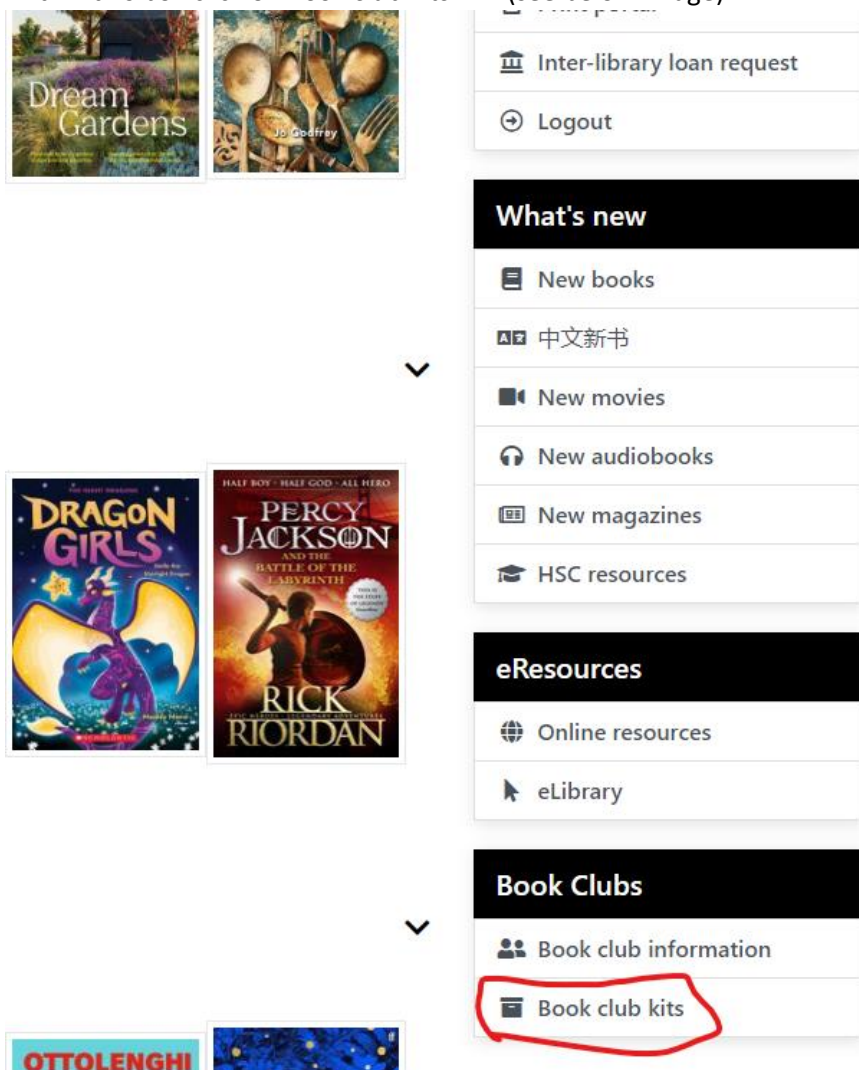 Dream
Gardens
Jo Godfrey
Inter-library loan request
Logout
What's new
New books
中文新书
New movies
New audiobooks
New magazines
HSC resources
DRAGON
GIRLS
SCHOLASTIC
HALF BOY · HALF GOD · ALL HERO
PERCY
JACKSON
AND THE
BATTLE OF THE
LABYRINTH
RICK
RIORDAN
eResources
Online resources
eLibrary
Book Clubs
Book club information
Book club kits
OTTOLENGHI